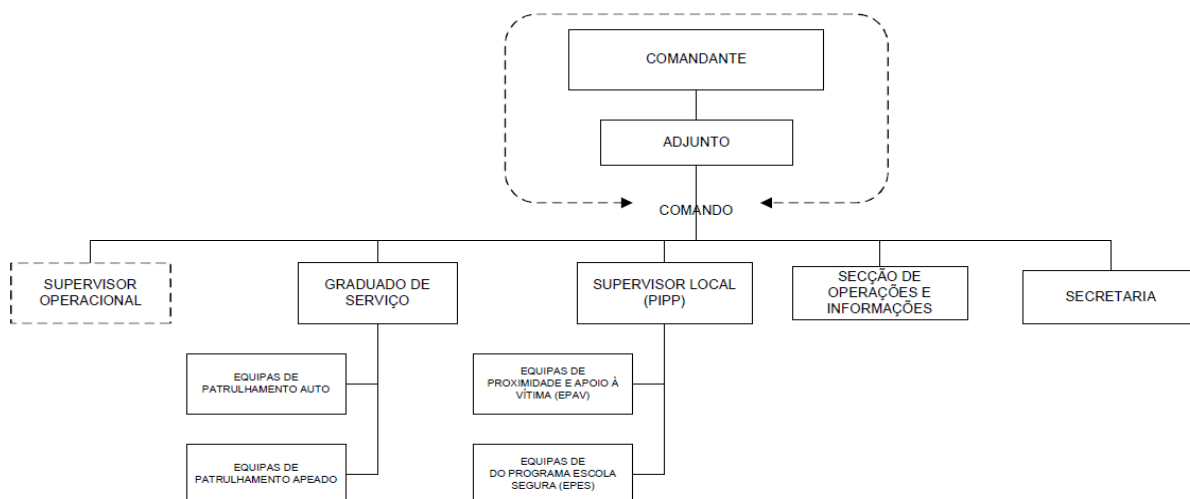 COMANDANTE
ADJUNTO
COMANDO
SUPERVISOR
OPERACIONAL
GRADUADO DE
SERVIÇO
SUPERVISOR LOCAL
(PIPP)
SECÇÃO DE
OPERAÇÕES E
INFORMAÇÕES
SECRETARIA
EQUIPAS DE
PATRULHAMENTO AUTO
EQUIPAS DE
PROXIMIDADE E APOIO À
VÍTIMA (EPAV)
EQUIPAS DE
PATRULHAMENTO APEADO
EQUIPAS DE
DO PROGRAMA ESCOLA
SEGURA (EPES)